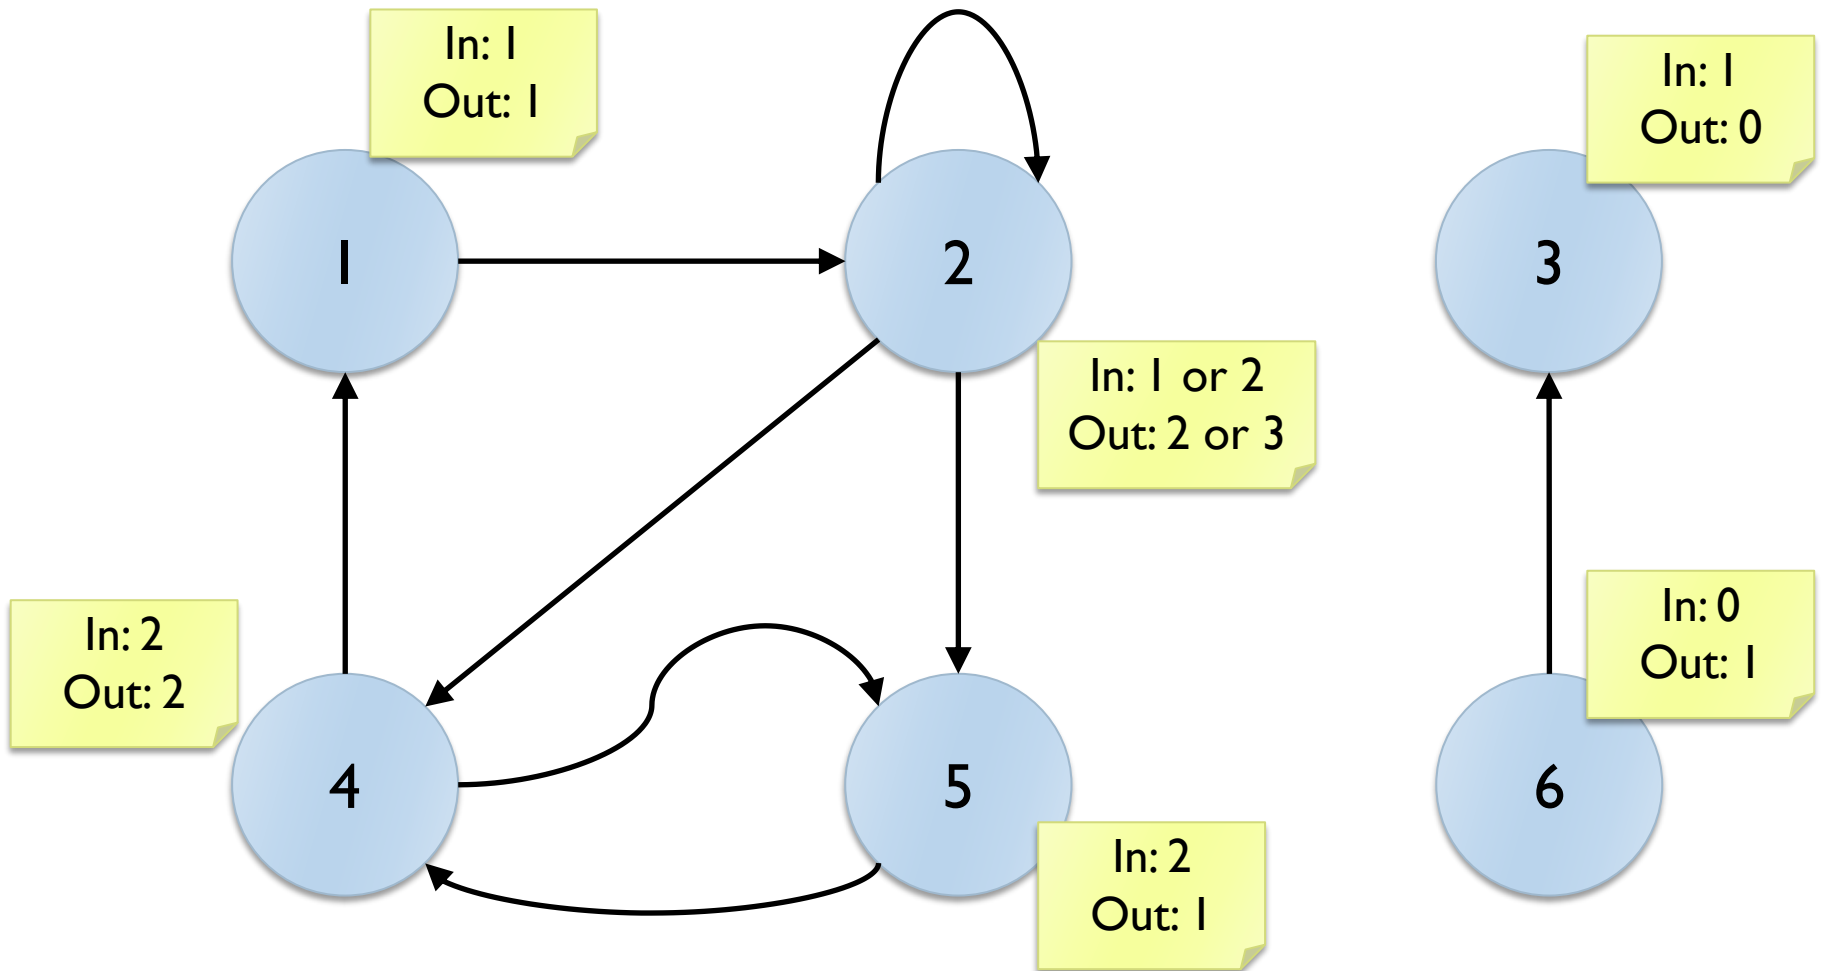 In: 1
Out: 1
In: 1
Out: 0
1
2
3
In: 1 or 2
Out: 2 or 3
In: 2
Out: 2
In: 0
Out: 1
4
5
6
In: 2
Out: 1